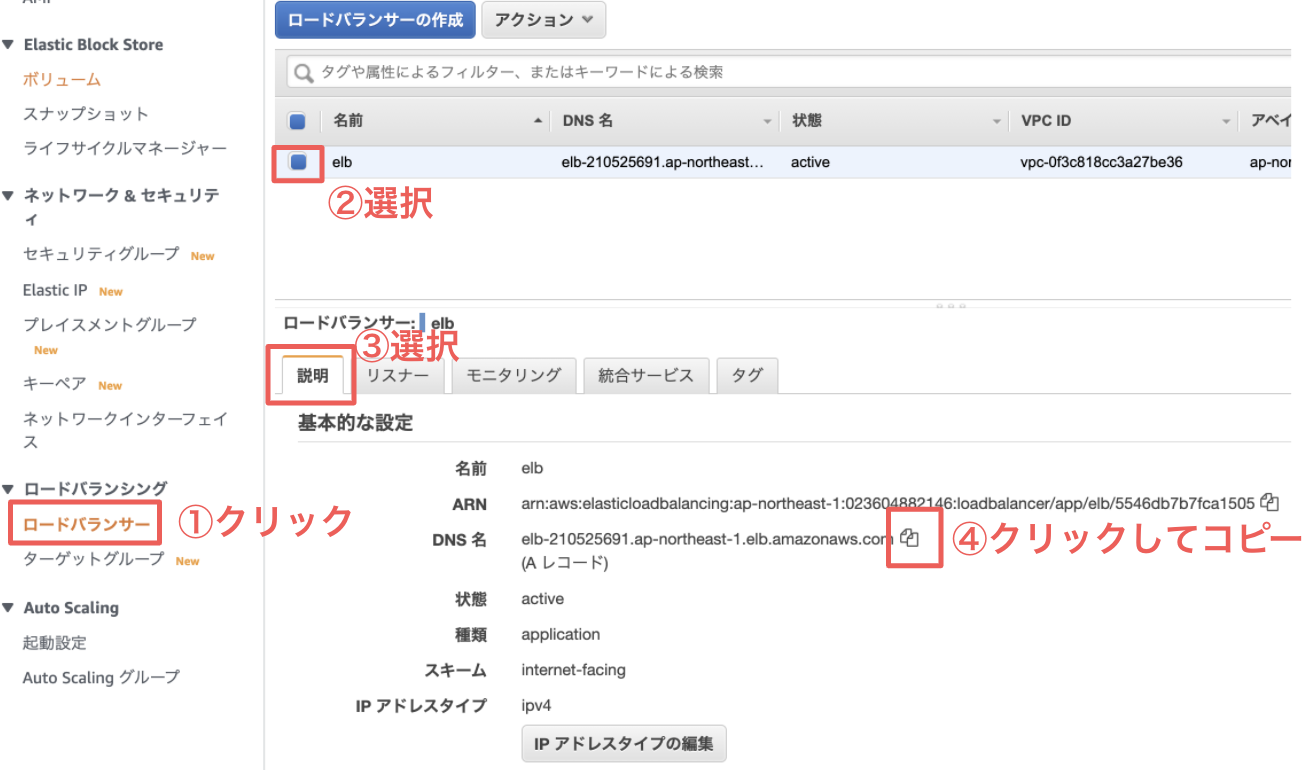 ロードバランサーの作成
アクション
Elastic Block Store
ボリューム
スナップショット
ライフサイクルマネージャー
ネットワーク & セキュリテ
ィ
セキュリティグループ New
Elastic IP New
プレイスメントグループ
New
キーペア New
ネットワークインターフェイ
ス
ロードバランシング
ロードバランサー
①クリック
ターゲットグループ New
Auto Scaling
起動設定
Auto Scaling グループ
タグや属性によるフィルター、またはキーワードによる検索
名前 DNS 名 状態 VPC ID アベイ
elb elb-210525691.ap-northeast... active vpc-0f3c818cc3a27be36 ap-nor
②選択
ロードバランサー: elb
③選択
説明 リスナー モニタリング 統合サービス タグ
基本的な設定
名前 elb
ARN arn:aws:elasticloadbalancing:ap-northeast-1:023604882146:loadbalancer/app/elb/5546db7b7fca1505
DNS 名 elb-210525691.ap-northeast-1.elb.amazonaws.com
(A レコード)
④クリックしてコピー
状態 active
種類 application
スキーム internet-facing
IP アドレスタイプ ipv4
IP アドレスタイプの編集